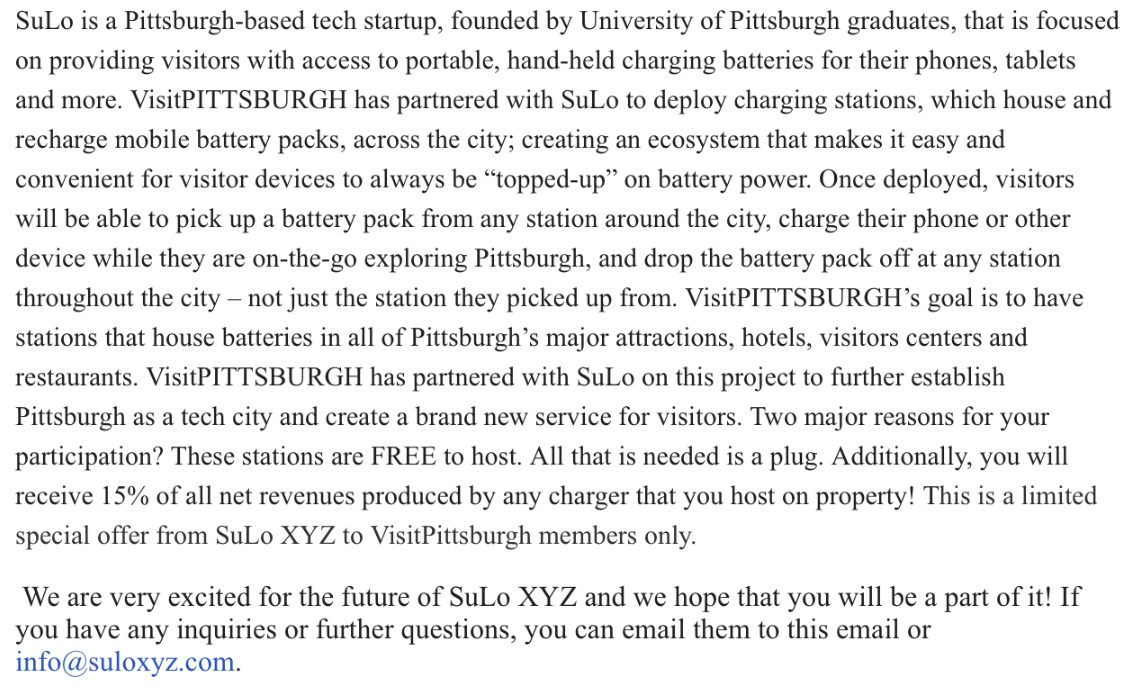 SuLo is a Pittsburgh-based tech startup, founded by University of Pittsburgh graduates, that is focused
on providing visitors with access to portable, hand-held charging batteries for their phones, tablets
and more. VisitPITTSBURGH has partnered with SuLo to deploy charging stations, which house and
recharge mobile battery packs, across the city; creating an ecosystem that makes it easy and
convenient for visitor devices to always be “topped-up” on battery power. Once deployed, visitors
will be able to pick up a battery pack from any station around the city, charge their phone or other
device while they are on-the-go exploring Pittsburgh, and drop the battery pack off at any station
throughout the city – not just the station they picked up from. VisitPITTSBURGH’s goal is to have
stations that house batteries in all of Pittsburgh’s major attractions, hotels, visitors centers and
restaurants. VisitPITTSBURGH has partnered with SuLo on this project to further establish
Pittsburgh as a tech city and create a brand new service for visitors. Two major reasons for your
participation? These stations are FREE to host. All that is needed is a plug. Additionally, you will
receive 15% of all net revenues produced by any charger that you host on property! This is a limited
special offer from SuLo XYZ to VisitPittsburgh members only.
We are very excited for the future of SuLo XYZ and we hope that you will be a part of it! If
you have any inquiries or further questions, you can email them to this email or
info@suloxyz.com.